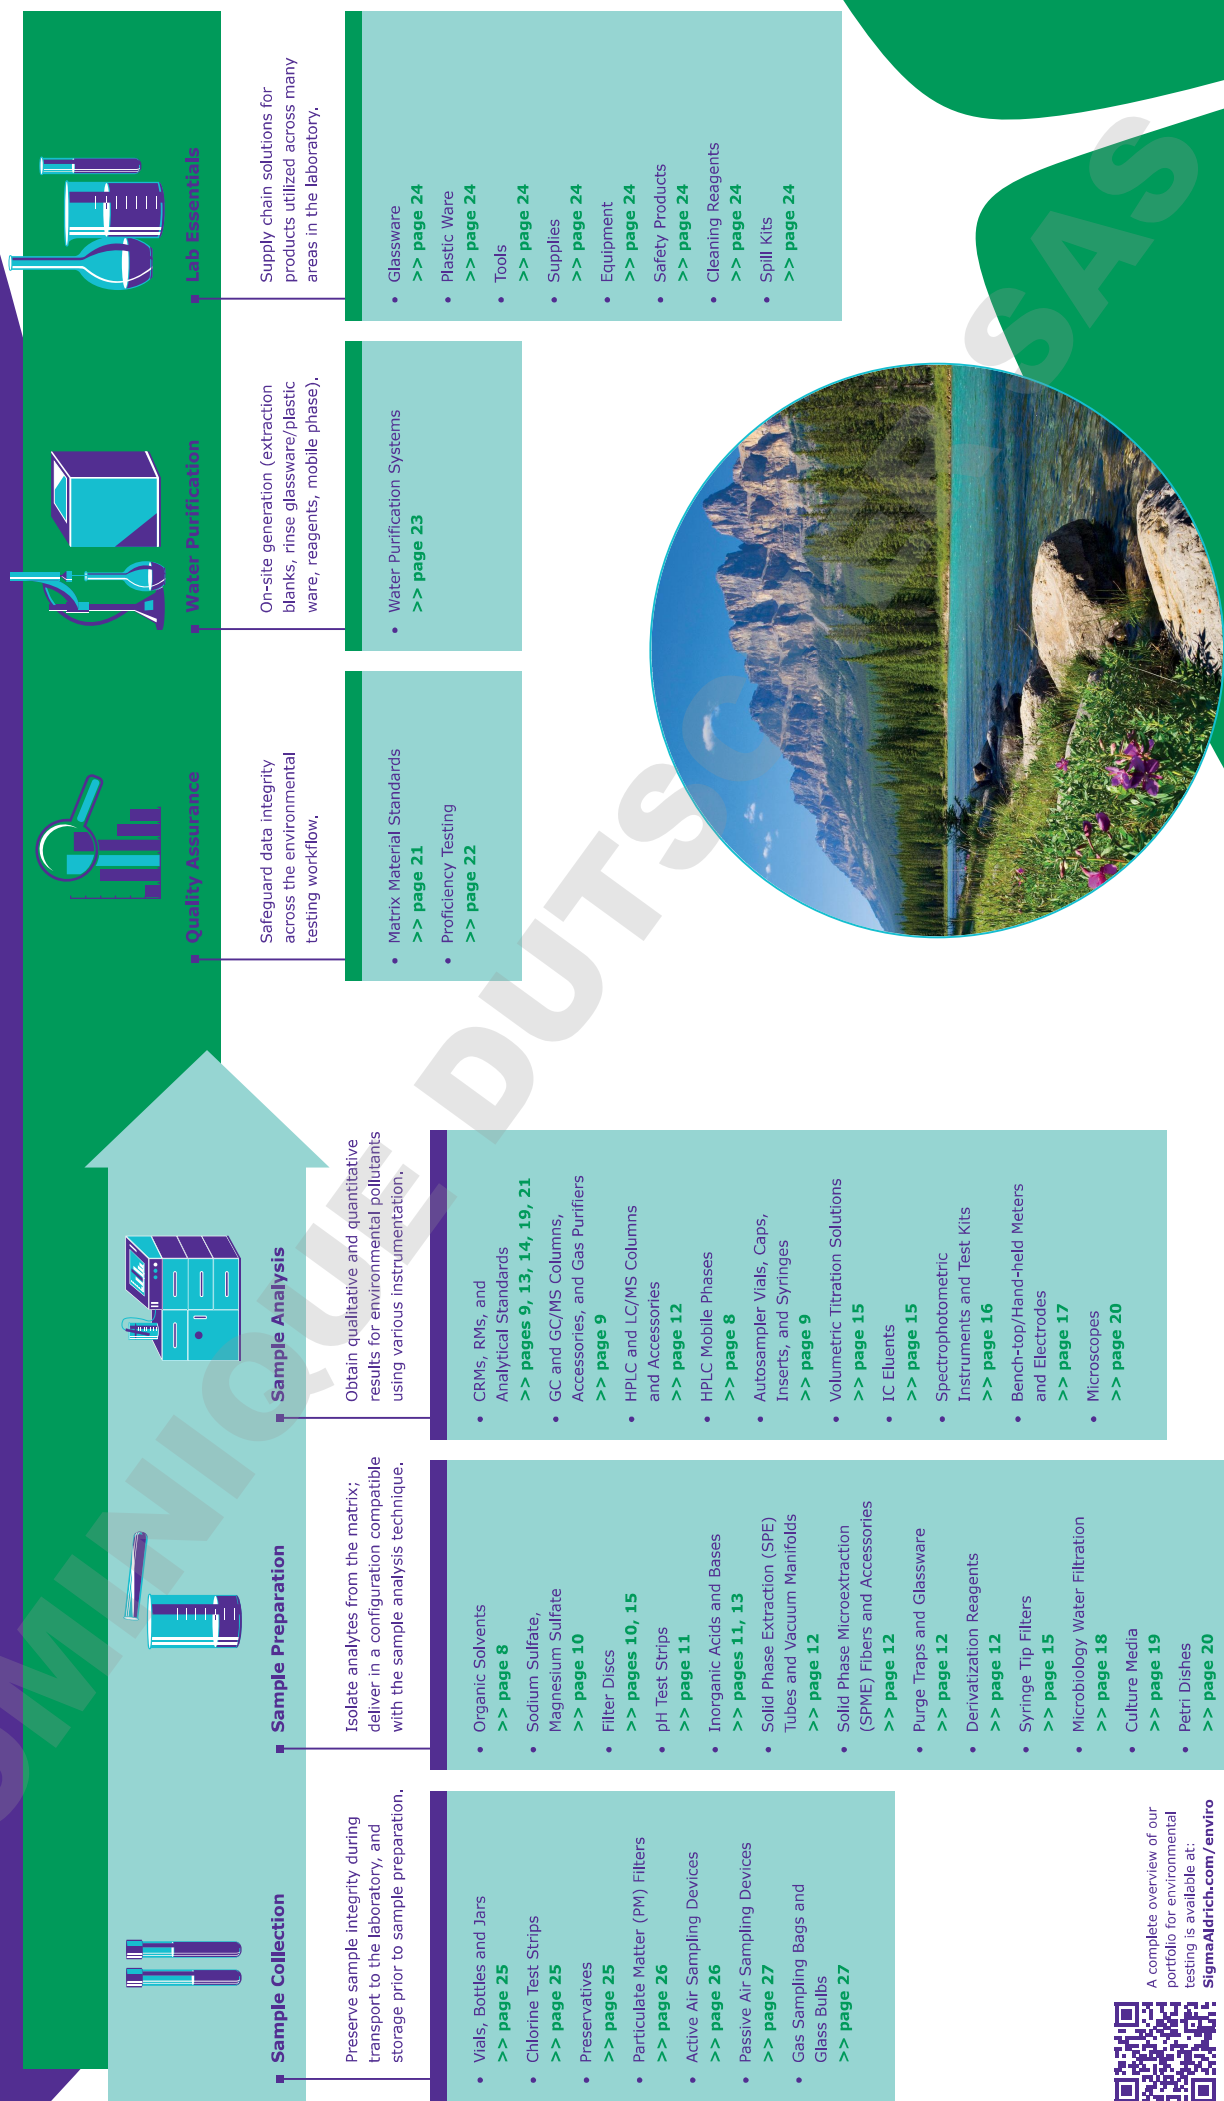 Sample Collection
Preserve sample integrity during
transport to the laboratory, and
storage prior to sample preparation.
• Vials, Bottles and Jars
>> page 25
• Chlorine Test Strips
>> page 25
• Preservatives
>> page 25
• Particulate Matter (PM) Filters
>> page 26
• Active Air Sampling Devices
>> page 26
• Passive Air Sampling Devices
>> page 27
• Gas Sampling Bags and
Glass Bulbs
>> page 27
Sample Preparation
Isolate analytes from the matrix;
deliver in a configuration compatible
with the sample analysis technique.
• Organic Solvents
>> page 8
• Sodium Sulfate,
Magnesium Sulfate
>> page 10
• Filter Discs
>> pages 10, 15
• pH Test Strips
>> page 11
• Inorganic Acids and Bases
>> pages 11, 13
• Solid Phase Extraction (SPE)
Tubes and Vacuum Manifolds
>> page 12
• Solid Phase Microextraction
(SPME) Fibers and Accessories
>> page 12
• Purge Traps and Glassware
>> page 12
• Derivatization Reagents
>> page 12
• Syringe Tip Filters
>> page 15
• Microbiology Water Filtration
>> page 18
• Culture Media
>> page 19
• Petri Dishes
>> page 20
Sample Analysis
Obtain qualitative and quantitative
results for environmental pollutants
using various instrumentation.
• CRMs, RMs, and
Analytical Standards
>> pages 9, 13, 14, 19, 21
• GC and GC/MS Columns,
Accessories, and Gas Purifiers
>> page 9
• HPLC and LC/MS Columns
and Accessories
>> page 12
• HPLC Mobile Phases
>> page 8
• Autosampler Vials, Caps,
Inserts, and Syringes
>> page 9
• Volumetric Titration Solutions
>> page 15
• IC Eluents
>> page 15
• Spectrophotometric
Instruments and Test Kits
>> page 16
• Bench-top/Hand-held Meters
and Electrodes
>> page 17
• Microscopes
>> page 20
Quality Assurance
Safeguard data integrity
across the environmental
testing workflow.
• Matrix Material Standards
>> page 21
• Proficiency Testing
>> page 22
Water Purification
On-site generation (extraction
blanks, rinse glassware/plastic
ware, reagents, mobile phase).
• Water Purification Systems
>> page 23
Lab Essentials
Supply chain solutions for
products utilized across many
areas in the laboratory.
• Glassware
>> page 24
• Plastic Ware
>> page 24
• Tools
>> page 24
• Supplies
>> page 24
• Equipment
>> page 24
• Safety Products
>> page 24
• Cleaning Reagents
>> page 24
• Spill Kits
>> page 24
A complete overview of our
portfolio for environmental
testing is available at:
SigmaAldrich.com/enviro
OMINIQUE DUTSC SAS